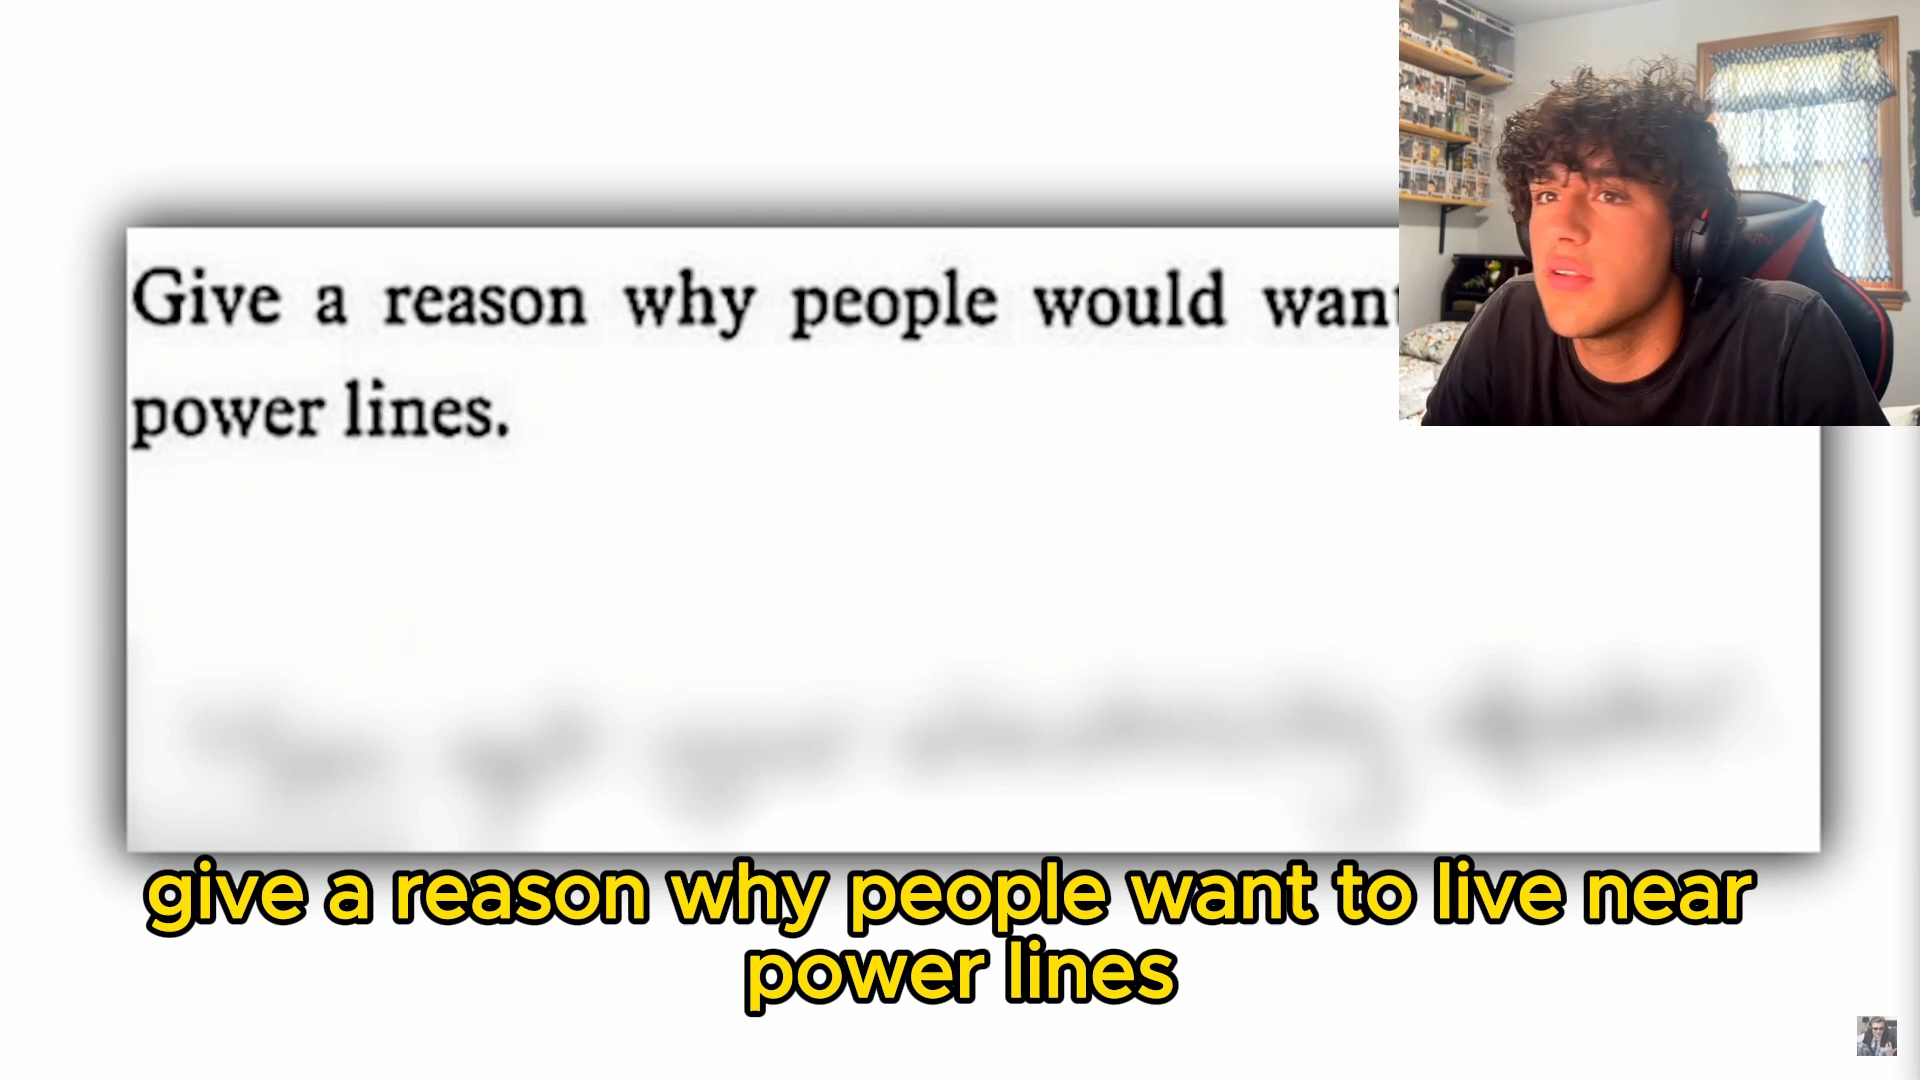 Give a reason why people would want
power lines.
give a reason why people want to live near
power lines